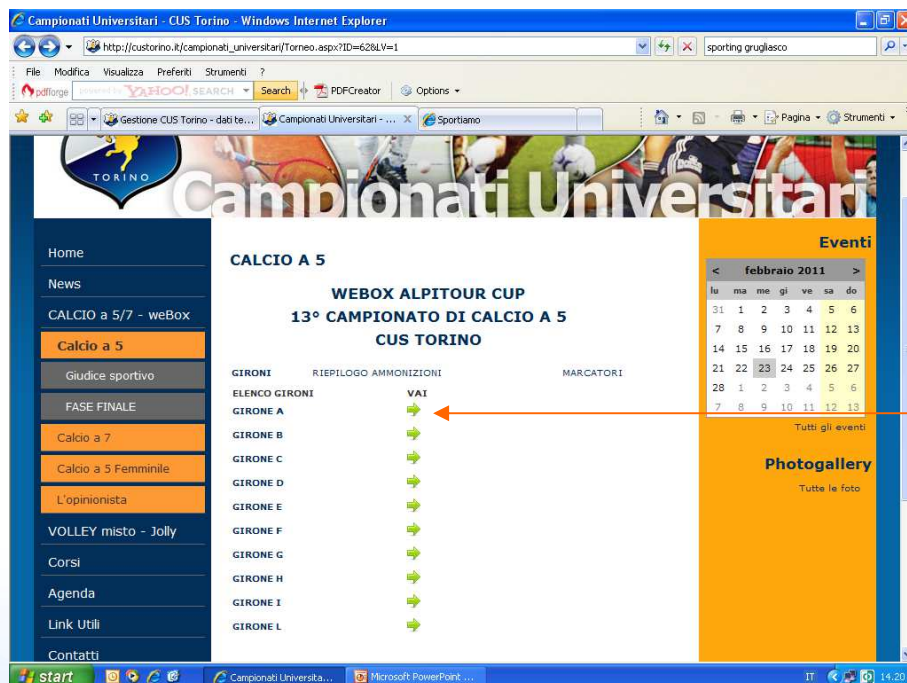 Campionati Universitari - CUS Torino - Windows Internet Explorer
http://custorino.it/campionati_universitari/Torneo.aspx?ID=62&LV=1
sporting grugliasco
File Modifica Visualizza Preferiti Strumenti ?
pdfforge powered by YAHOO! SEARCH Search PDFCreator Options
Gestione CUS Torino - dati te... Campionati Universitari - ... X Sportiamo Pagina Strumenti
TORINO
Campionati Universitari
Home
News
CALCIO a 5/7 - weBox
Calcio a 5
Giudice sportivo
FASE FINALE
Calcio a 7
Calcio a 5 Femminile
L'opinionista
VOLLEY misto - Jolly
Corsi
Agenda
Link Utili
Contatti
CALCIO A 5
WEBOX ALPITOUR CUP
13° CAMPIONATO DI CALCIO A 5
CUS TORINO
GIRONI RIEPILOGO AMMONIZIONI MARCATORI
ELENCO GIRONI VAI
GIRONE A
GIRONE B
GIRONE C
GIRONE D
GIRONE E
GIRONE F
GIRONE G
GIRONE H
GIRONE I
GIRONE L
Eventi
< febbraio 2011 >
lu ma me gi ve sa do
31 1 2 3 4 5 6
7 8 9 10 11 12 13
14 15 16 17 18 19 20
21 22 23 24 25 26 27
28 1 2 3 4 5 6
7 8 9 10 11 12 13
Tutti gli eventi
Photogallery
Tutte le foto
start Campionati Universita... Microsoft PowerPoint ... IT 14.20